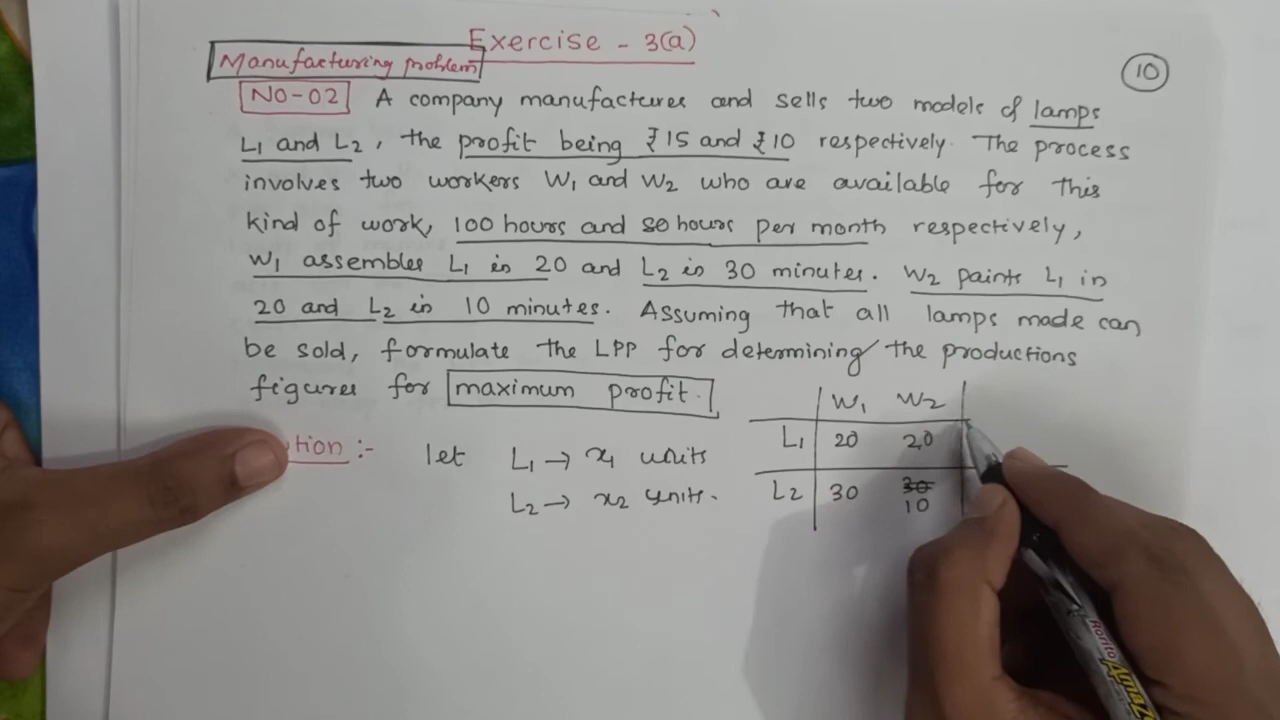 Exercise - 3(a)
Manufacturing problem
10
NO-02 A company manufactures and sells two models of lamps
L1 and L2, the profit being ₹15 and ₹10 respectively. The process
involves two workers W1 and W2 who are available for this
kind of work, 100 hours and 80 hours per month respectively,
W1 assembles L1 in 20 and L2 in 30 minutes. W2 paints L1 in
20 and L2 in 10 minutes. Assuming that all lamps made can
be sold, formulate the LPP for determining the productions
figures for maximum profit.
W1 W2
L1 20 20
L2 30 30
10
tion :- let L1 → x1 units
L2 → x2 units.
Rorito